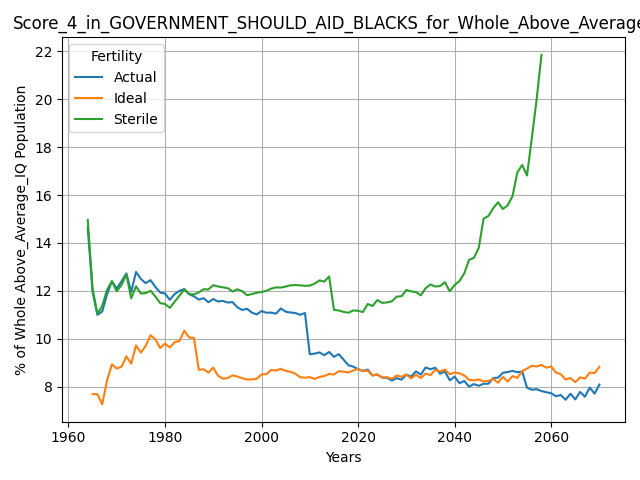 Score_4_in_GOVERNMENT_SHOULD_AID_BLACKS_for_Whole_Above_Average
Fertility
Actual
Ideal
Sterile
% of Whole Above_Average_IQ Population
22
20
18
16
14
12
10
8
1960
1980
2000
2020
2040
2060
Years